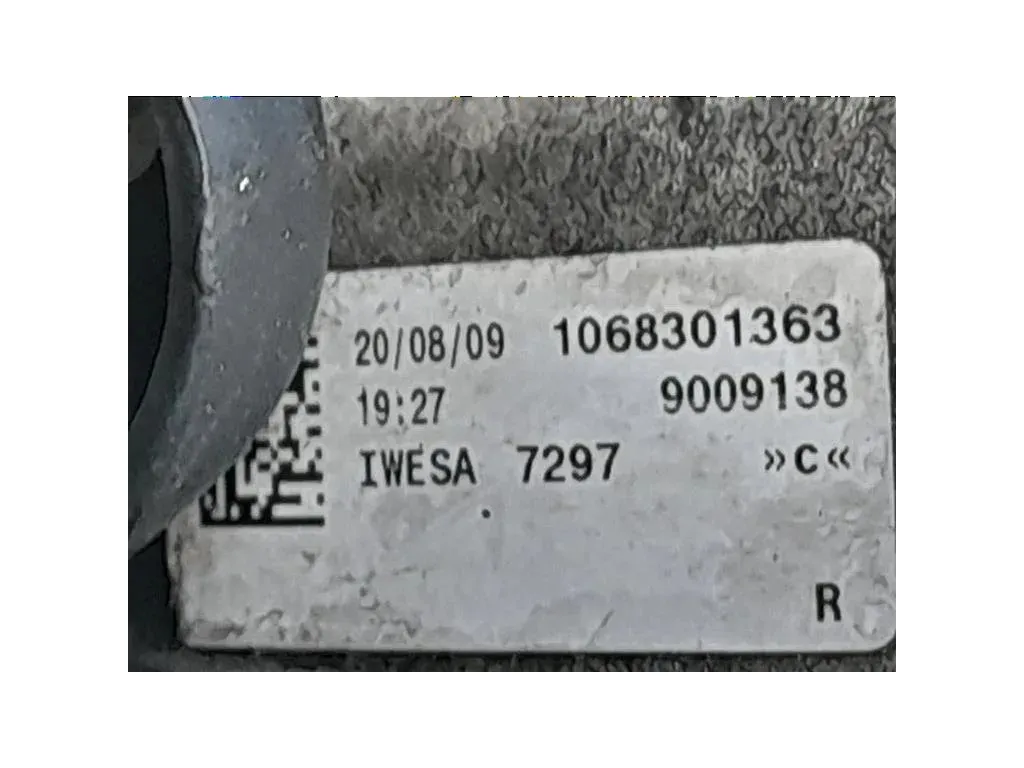 20/08/09 1068301363
19:27 9009138
IWESA 7297 »C«
R